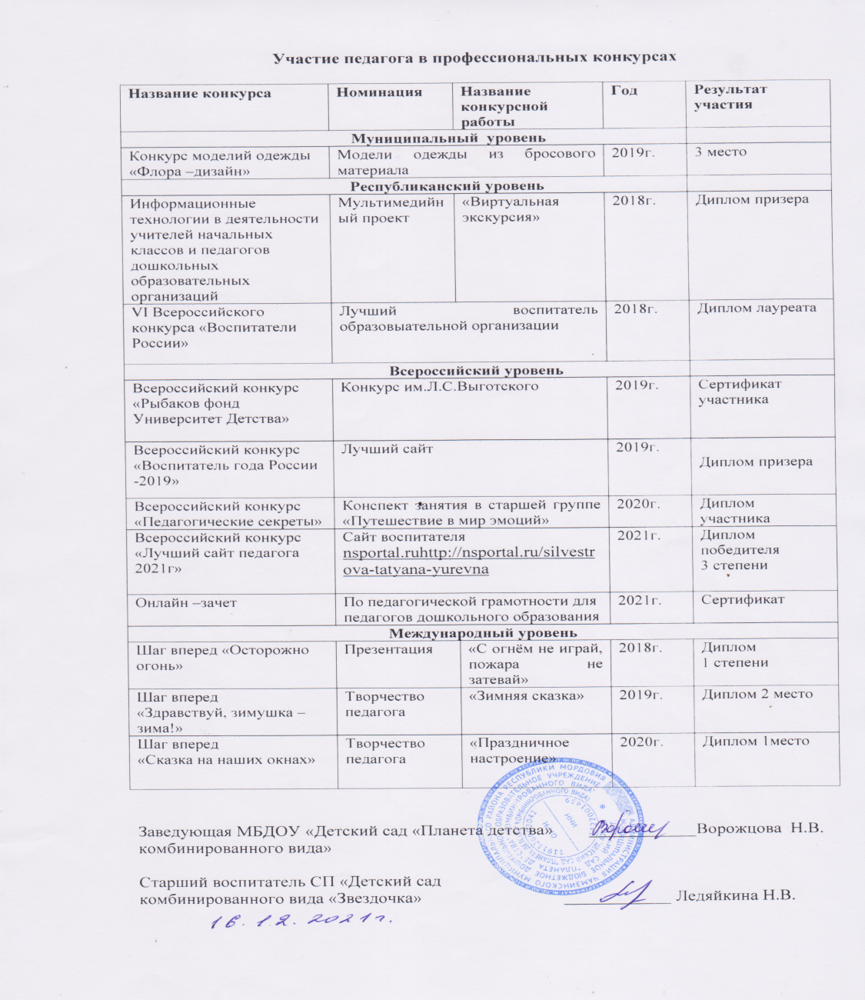 Участие педагога в профессиональных конкурсах
Название конкурса
Номинация
Название
конкурсной
работы
Год
Результат
участия
Муниципальный уровень
Конкурс моделий одежды
«Флора –дизайн»
Модели одежды из бросового
материала
2019г.
3 место
Республиканский уровень
Информационные
технологии в деятельности
учителей начальных
классов и педагогов
дошкольных
образовательных
организаций
Мультимедийн
ый проект
«Виртуальная
экскурсия»
2018г.
Диплом призера
VI Всероссийского
конкурса «Воспитатели
России»
Лучший воспитатель
образовыательной организации
2018г.
Диплом лауреата
Всероссийский уровень
Всероссийский конкурс
«Рыбаков фонд
Университет Детства»
Конкурс им.Л.С.Выготского
2019г.
Сертификат
участника
Всероссийский конкурс
«Воспитатель года России
-2019»
Лучший сайт
2019г.
Диплом призера
Всероссийский конкурс
«Педагогические секреты»
Конспект занятия в старшей группе
«Путешествие в мир эмоций»
2020г.
Диплом
участника
Всероссийский конкурс
«Лучший сайт педагога
2021г»
Сайт воспитателя
nsportal.ruhttp://nsportal.ru/silvestr
ova-tatyana-yurevna
2021г.
Диплом
победителя
3 степени
Онлайн –зачет
По педагогической грамотности для
педагогов дошкольного образования
2021г.
Сертификат
Международный уровень
Шаг вперед «Осторожно
огонь»
Презентация
«С огнём не играй,
пожара не
затевай»
2018г.
Диплом
1 степени
Шаг вперед
«Здравствуй, зимушка –
зима!»
Творчество
педагога
«Зимняя сказка»
2019г.
Диплом 2 место
Шаг вперед
«Сказка на наших окнах»
Творчество
педагога
«Праздничное
настроение»
2020г.
Диплом 1место
Заведующая МБДОУ «Детский сад «Планета детства»
комбинированного вида»
Ворожцова Н.В.
Старший воспитатель СП «Детский сад
комбинированного вида «Звездочка»
Ледяйкина Н.В.
16.12.2021г.